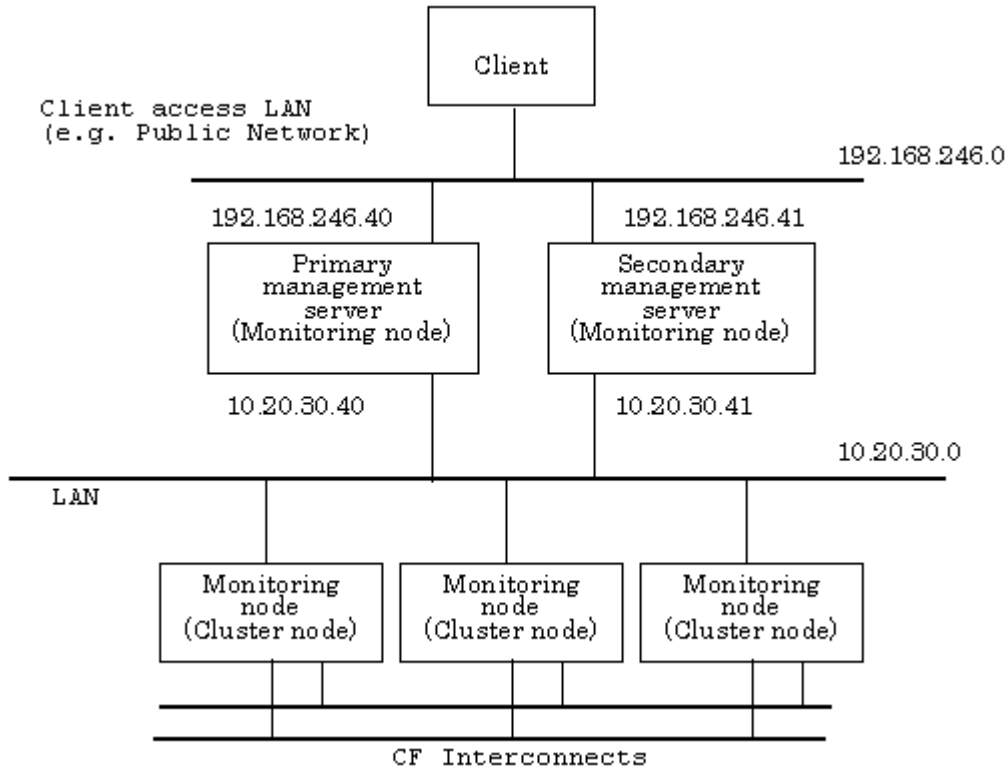 Client
Client access LAN
(e.g. Public Network)
192.168.246.0
192.168.246.40
192.168.246.41
Primary
management
server
(Monitoring node)
Secondary
management
server
(Monitoring node)
10.20.30.40
10.20.30.41
10.20.30.0
LAN
Monitoring
node
(Cluster node)
Monitoring
node
(Cluster node)
Monitoring
node
(Cluster node)
CF Interconnects